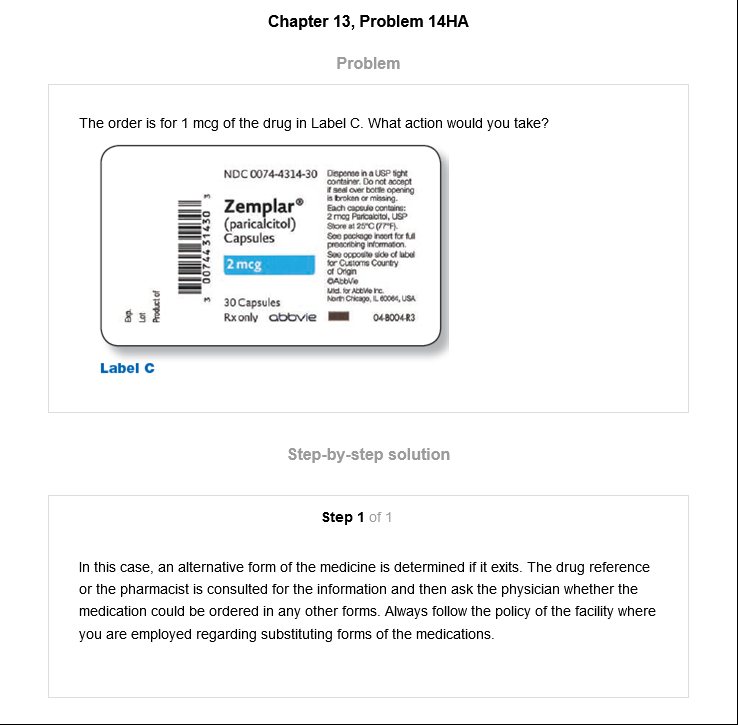 Chapter 13, Problem 14HA
Problem
The order is for 1 mcg of the drug in Label C. What action would you take?
Exp.
Lot
Product of
3 0074431430 3
NDC 0074-4314-30
Zemplar®
(paricalcitol)
Capsules
2 mcg
30 Capsules
Rx only abbvie
Dispense in a USP tight
container. Do not accept
if seal over bottle opening
is broken or missing.
Each capsule contains:
2 mcg Paricalcitol, USP
Store at 25°C (77°F).
See package insert for full
prescribing information.
See opposite side of label
for Customs Country
of Origin
©AbbVie
Mfd. for AbbVie Inc.
North Chicago, IL 60064, USA
04-8004-R3
Label C
Step-by-step solution
Step 1 of 1
In this case, an alternative form of the medicine is determined if it exits. The drug reference
or the pharmacist is consulted for the information and then ask the physician whether the
medication could be ordered in any other forms. Always follow the policy of the facility where
you are employed regarding substituting forms of the medications.